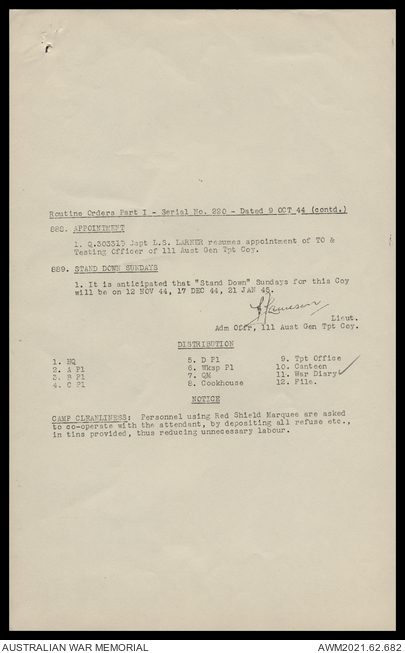 Routine Orders Part I - Serial No. 220 - Dated 9 OCT 44 (contd.)
888. APPOINTMENT
1. Q.303515 Capt L.S. LARNER resumes appointment of TO &
Testing Officer of 111 Aust Gen Tpt Coy.
889. STAND DOWN SUNDAYS
1. It is anticipated that "Stand Down" Sundays for this Coy
will be on 12 NOV 44, 17 DEC 44, 21 JAN 45.
Jameson
Lieut.
Adm Offr, 111 Aust Gen Tpt Coy.
DISTRIBUTION
1. HQ
2. A Pl
3. B Pl
4. C Pl
5. D Pl
6. Wksp Pl
7. QM
8. Cookhouse
9. Tpt Office
10. Canteen
11. War Diary ✓
12. File.
NOTICE
CAMP CLEANLINESS: Personnel using Red Shield Marquee are asked
to co-operate with the attendant, by depositing all refuse etc.,
in tins provided, thus reducing unnecessary labour.
AUSTRALIAN WAR MEMORIAL
AWM2021.62.682